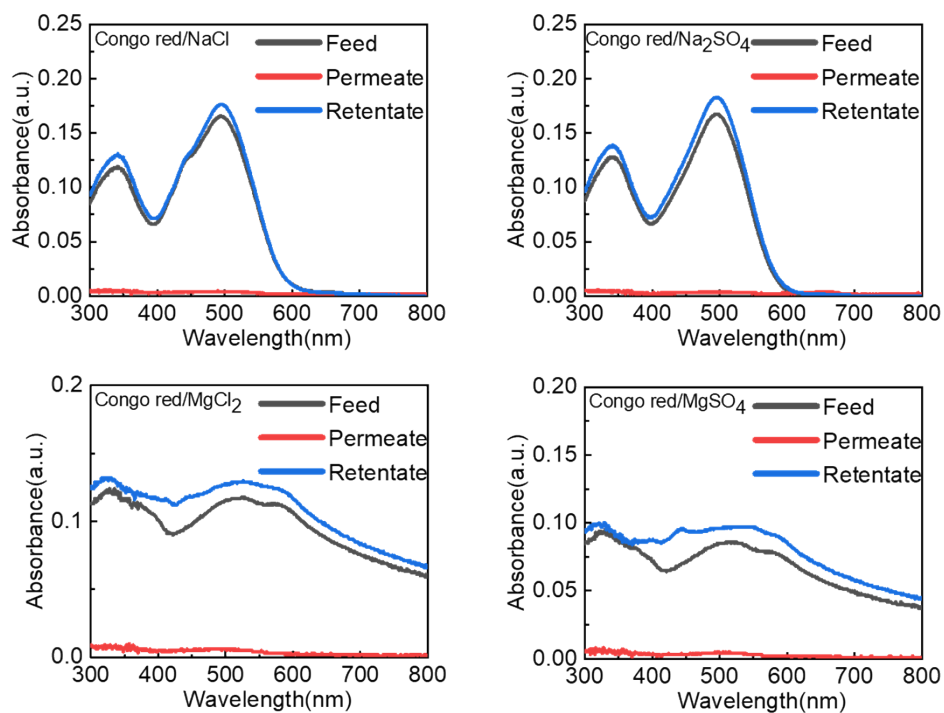 0.25
0.20
0.15
0.10
0.05
0.00
Absorbance(a.u.)
Congo red/NaCl
Feed
Permeate
Retentate
300 400 500 600 700 800
Wavelength(nm)
0.25
0.20
0.15
0.10
0.05
0.00
Absorbance(a.u.)
Congo red/Na₂SO₄
Feed
Permeate
Retentate
300 400 500 600 700 800
Wavelength(nm)
0.2
0.1
0.0
Absorbance(a.u.)
Congo red/MgCl₂
Feed
Permeate
Retentate
300 400 500 600 700 800
Wavelength(nm)
0.20
0.15
0.10
0.05
0.00
Absorbance(a.u.)
Congo red/MgSO₄
Feed
Permeate
Retentate
300 400 500 600 700 800
Wavelength(nm)